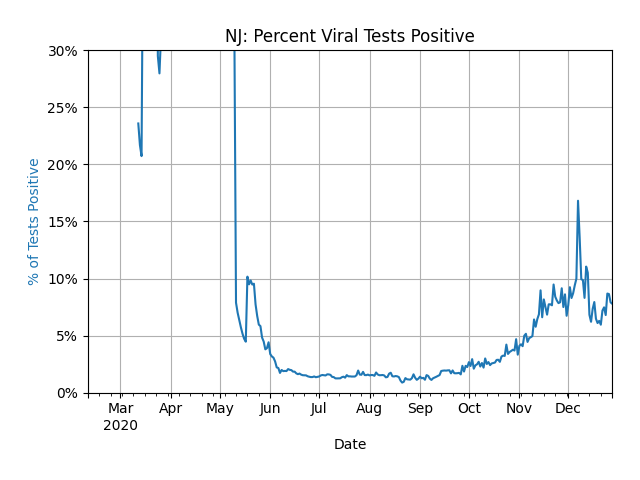 NJ: Percent Viral Tests Positive
30%
25%
20%
15%
10%
5%
0%
% of Tests Positive
Mar Apr May Jun Jul Aug Sep Oct Nov Dec
2020
Date